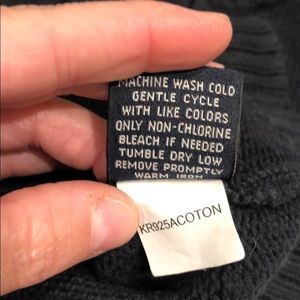 MACHINE WASH COLD
GENTLE CYCLE
WITH LIKE COLORS
ONLY NON-CHLORINE
BLEACH IF NEEDED
TUMBLE DRY LOW
REMOVE PROMPTLY
WARM IRON
KR925ACOTON